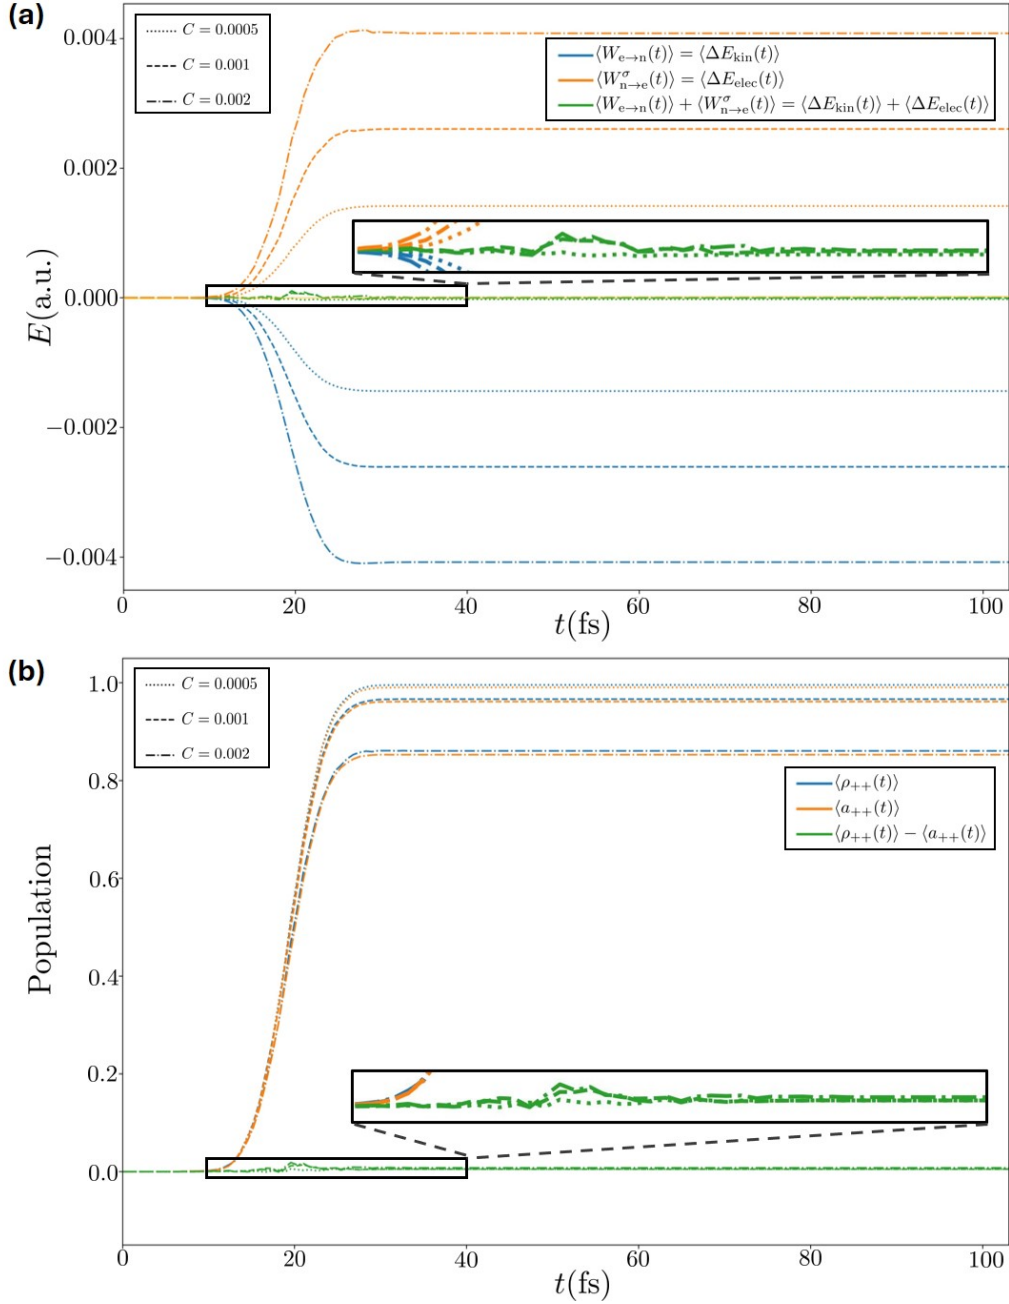 (a)
C = 0.0005
C = 0.001
C = 0.002
⟨W_{e→n}(t)⟩ = ⟨ΔE_{kin}(t)⟩
⟨W^σ_{n→e}(t)⟩ = ⟨ΔE_{elec}(t)⟩
⟨W_{e→n}(t)⟩ + ⟨W^σ_{n→e}(t)⟩ = ⟨ΔE_{kin}(t)⟩ + ⟨ΔE_{elec}(t)⟩
E(a.u.)
0.004
0.002
0.000
−0.002
−0.004
0 20 40 60 80 100
t(fs)
(b)
C = 0.0005
C = 0.001
C = 0.002
⟨ρ_{++}(t)⟩
⟨a_{++}(t)⟩
⟨ρ_{++}(t)⟩ − ⟨a_{++}(t)⟩
Population
1.0
0.8
0.6
0.4
0.2
0.0
0 20 40 60 80 100
t(fs)